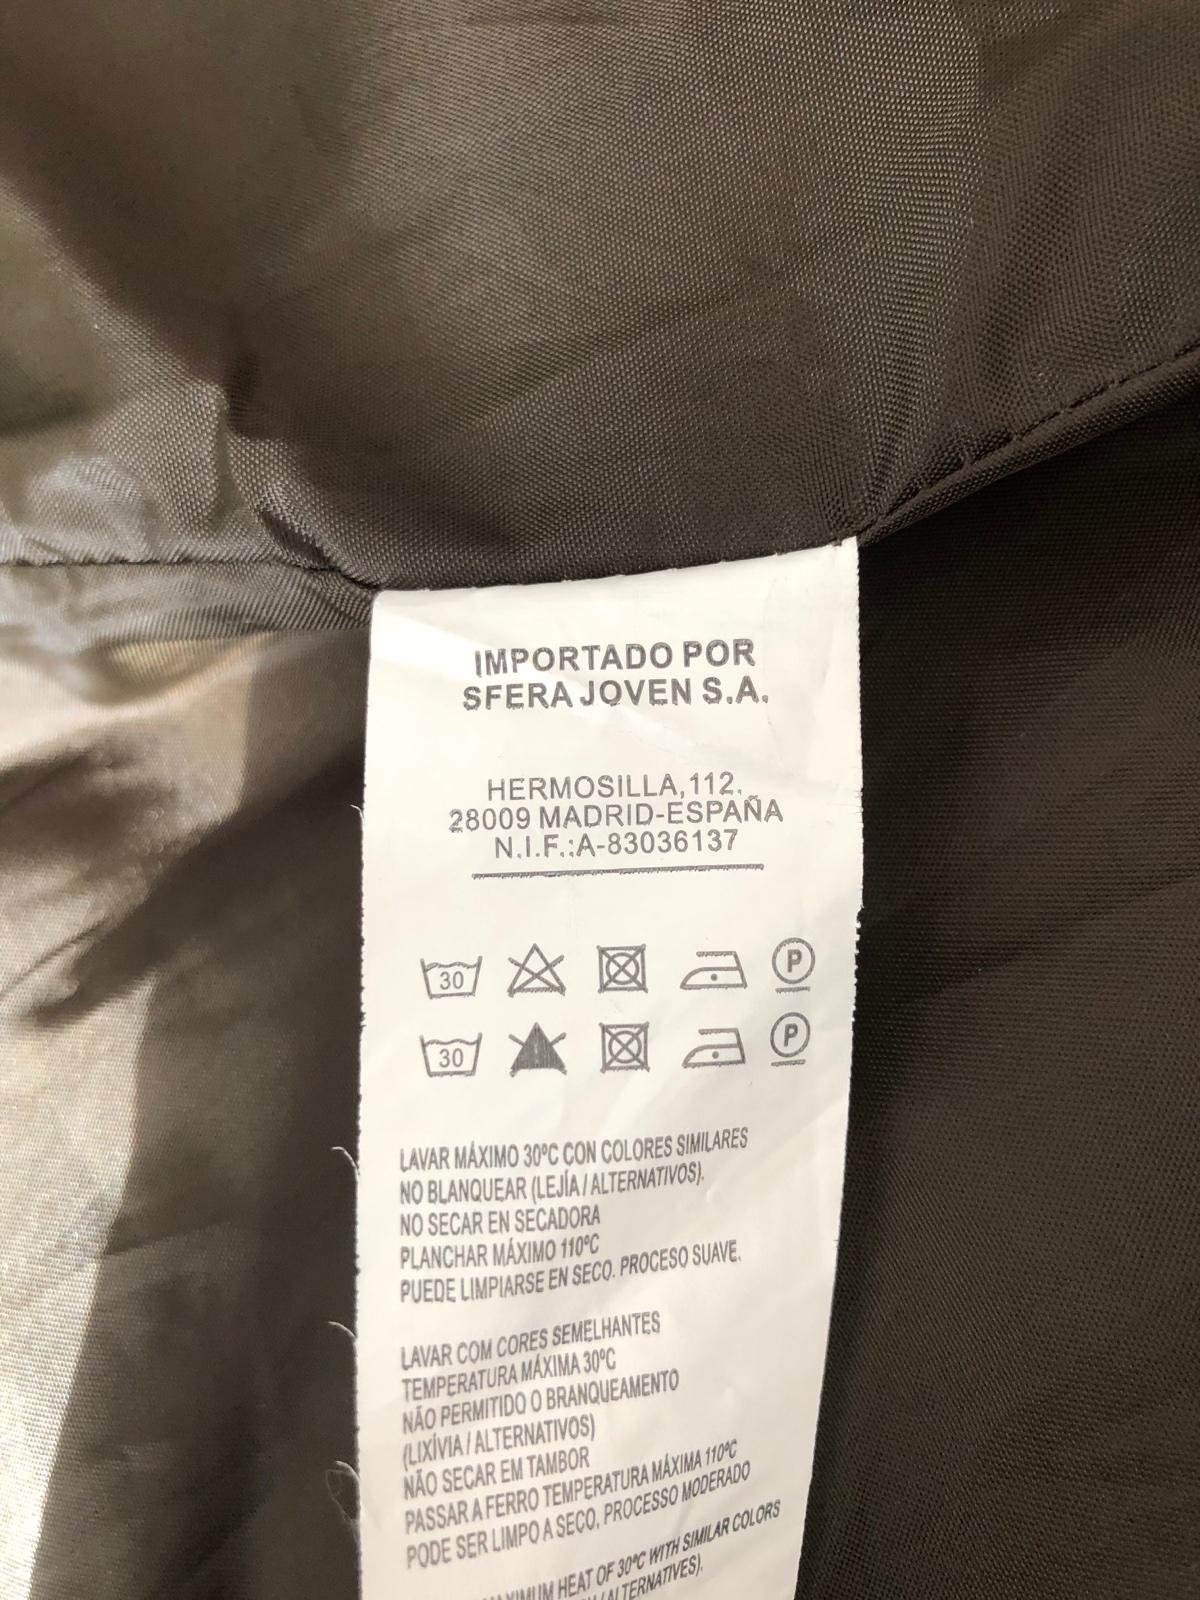 IMPORTADO POR
SFERA JOVEN S.A.
HERMOSILLA,112.
28009 MADRID-ESPAÑA
N.I.F.:A-83036137
30 P
30 P
LAVAR MÁXIMO 30ºC CON COLORES SIMILARES
NO BLANQUEAR (LEJÍA / ALTERNATIVOS).
NO SECAR EN SECADORA
PLANCHAR MÁXIMO 110ºC
PUEDE LIMPIARSE EN SECO. PROCESO SUAVE.
LAVAR COM CORES SEMELHANTES
TEMPERATURA MÁXIMA 30ºC
NÃO PERMITIDO O BRANQUEAMENTO
(LIXÍVIA / ALTERNATIVOS)
NÃO SECAR EM TAMBOR
PASSAR A FERRO TEMPERATURA MÁXIMA 110ºC
PODE SER LIMPO A SECO, PROCESSO MODERADO
HEAT OF 30ºC WITH SIMILAR COLORS
/ALTERNATIVES).